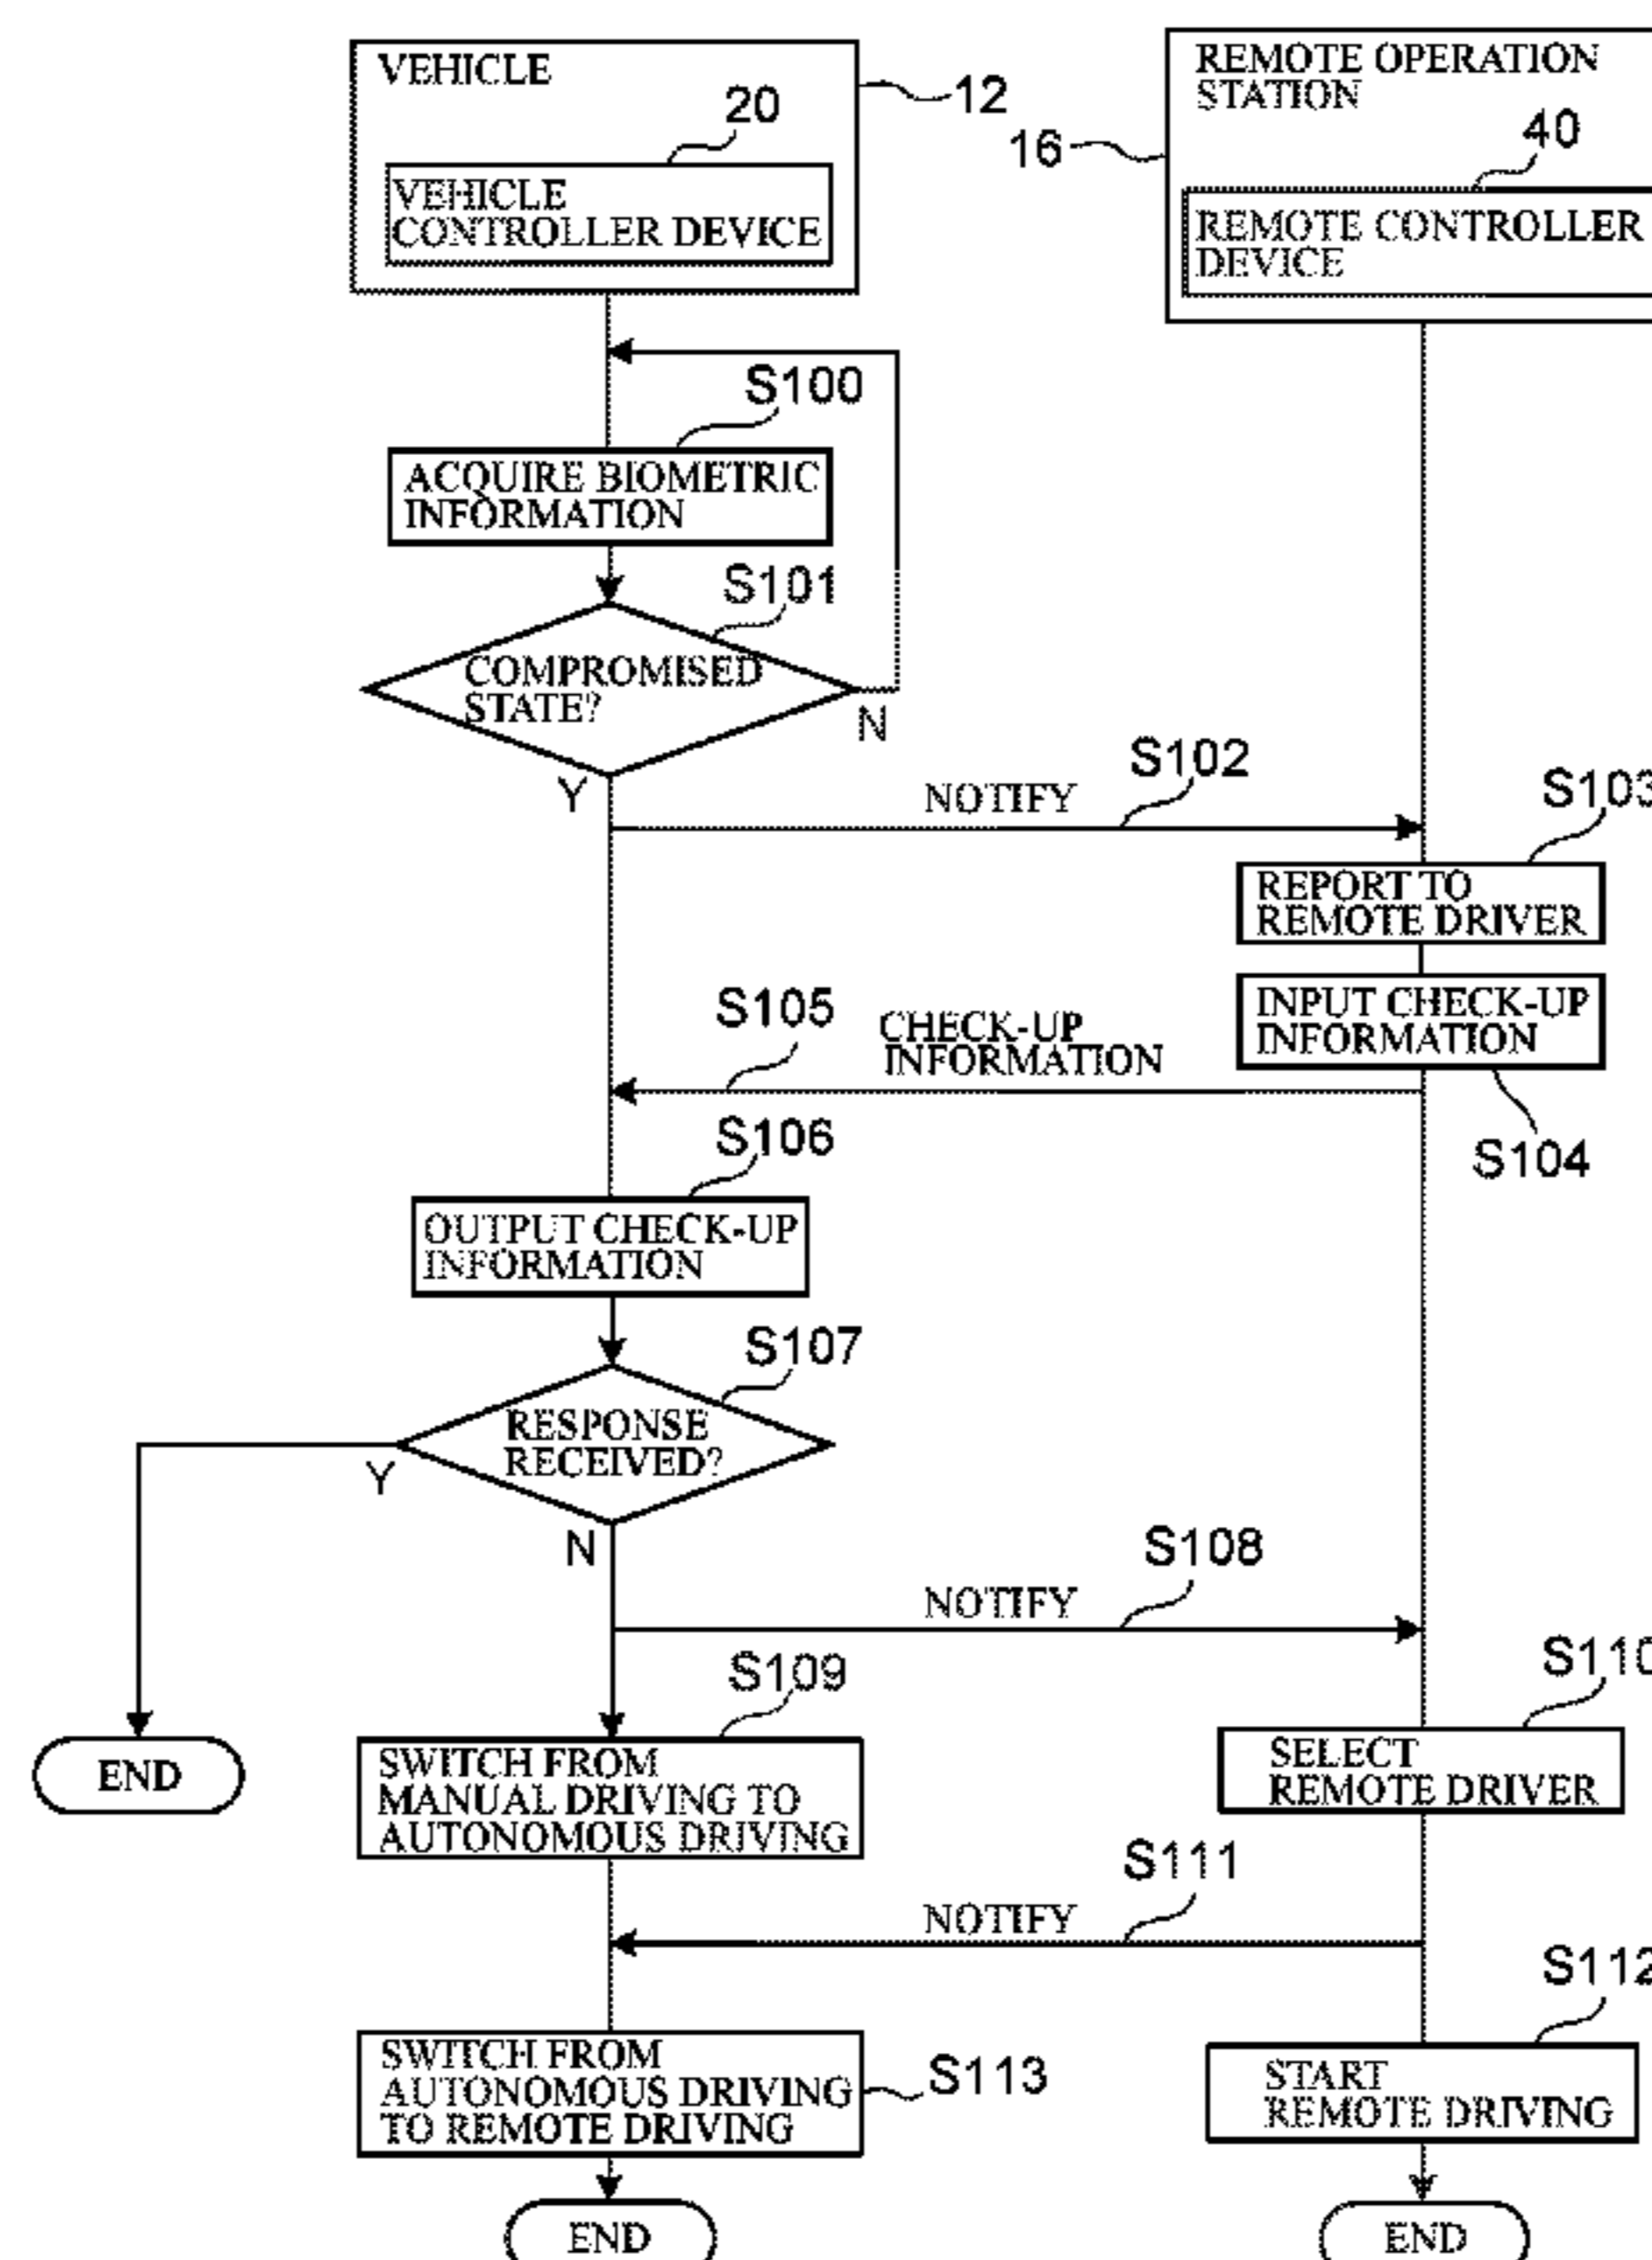 VEHICLE
12
20
VEHICLE
CONTROLLER DEVICE
REMOTE OPERATION
STATION
16
40
REMOTE CONTROLLER
DEVICE
S100
ACQUIRE BIOMETRIC
INFORMATION
S101
COMPROMISED
STATE?
N
Y
NOTIFY
S102
S103
REPORT TO
REMOTE DRIVER
INPUT CHECK-UP
INFORMATION
S104
S105
CHECK-UP
INFORMATION
S106
OUTPUT CHECK-UP
INFORMATION
S107
RESPONSE
RECEIVED?
Y
N
NOTIFY
S108
END
S109
SWITCH FROM
MANUAL DRIVING TO
AUTONOMOUS DRIVING
S110
SELECT
REMOTE DRIVER
NOTIFY
S111
S112
START
REMOTE DRIVING
SWITCH FROM
AUTONOMOUS DRIVING
TO REMOTE DRIVING
S113
END
END